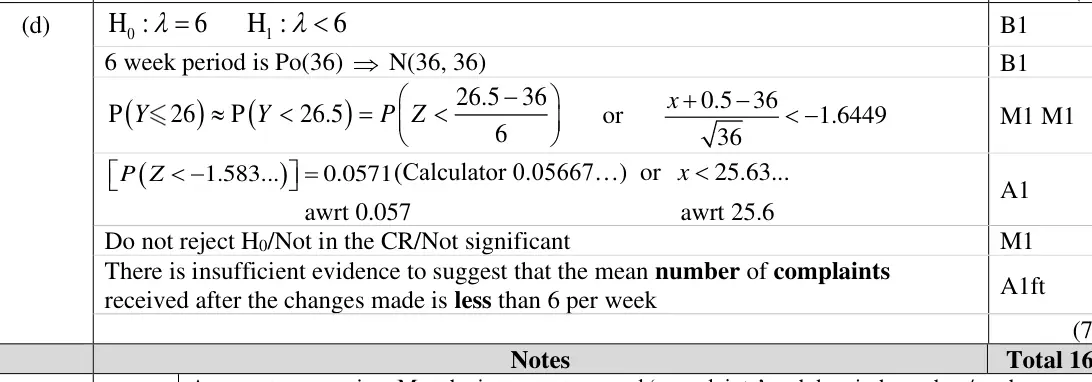 (d) H₀ : λ = 6 H₁ : λ < 6 B1
6 week period is Po(36) ⇒ N(36, 36) B1
P(Y ⩽ 26) ≈ P(Y < 26.5) = P(Z < (26.5 − 36)/6) or (x + 0.5 − 36)/√36 < −1.6449 M1 M1
[P(Z < −1.583...)] = 0.0571 (Calculator 0.05667…) or x < 25.63...
awrt 0.057 awrt 25.6 A1
Do not reject H₀/Not in the CR/Not significant M1
There is insufficient evidence to suggest that the mean number of complaints
received after the changes made is less than 6 per week A1ft
(7
Notes Total 16